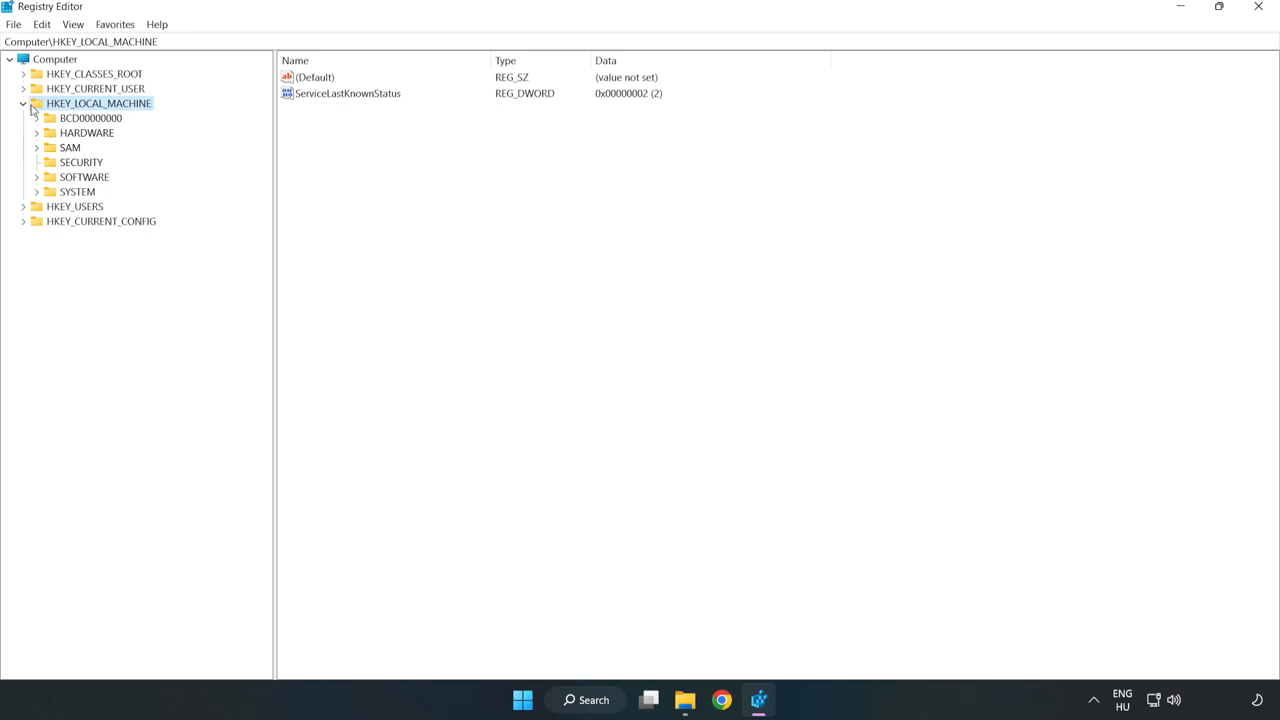 Registry Editor
File Edit View Favorites Help
Computer\HKEY_LOCAL_MACHINE
Computer
HKEY_CLASSES_ROOT
HKEY_CURRENT_USER
HKEY_LOCAL_MACHINE
BCD00000000
HARDWARE
SAM
SECURITY
SOFTWARE
SYSTEM
HKEY_USERS
HKEY_CURRENT_CONFIG
Name Type Data
(Default) REG_SZ (value not set)
ServiceLastKnownStatus REG_DWORD 0x00000002 (2)
Search
ENG
HU